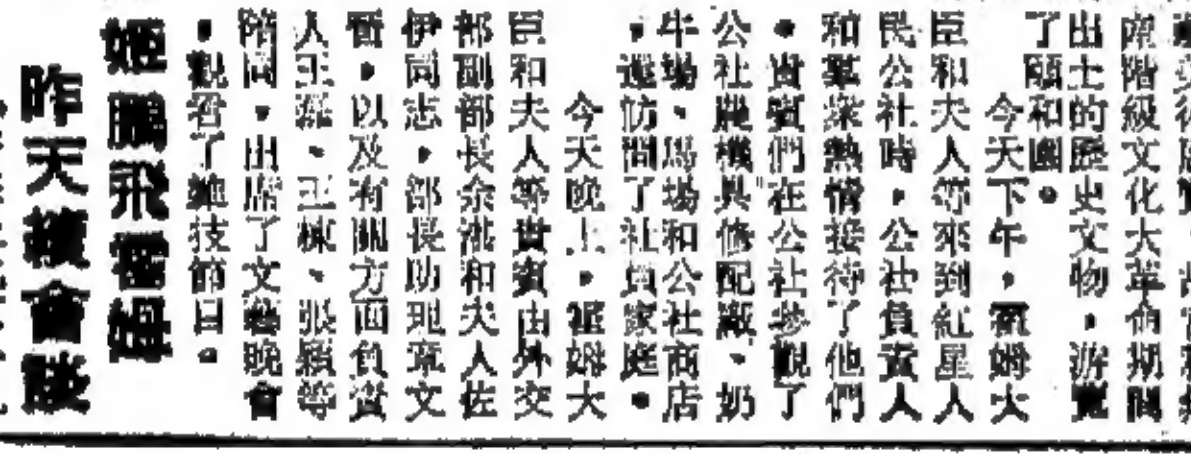 產階級文化大革命期間
出土的歷史文物,游覽
了頤和園。
今天下午,霍姆大
臣和夫人等來到紅星人
民公社時,公社負責人
和羣衆熱情接待了他們
。貴賓們在公社參觀了
公社農機具修配廠、奶
牛場、馬場和公社商店
,還訪問了社員家庭。
今天晚上,霍姆大
臣和夫人等貴賓由外交
部副部長余湛和夫人佐
伊同志,部長助理章文
晉,以及有關方面負責
人王 、王棟、張穎等
陪同,出席了文藝晚會
,觀看了雜技節目。
姬鵬飛霍姆
昨天續會談